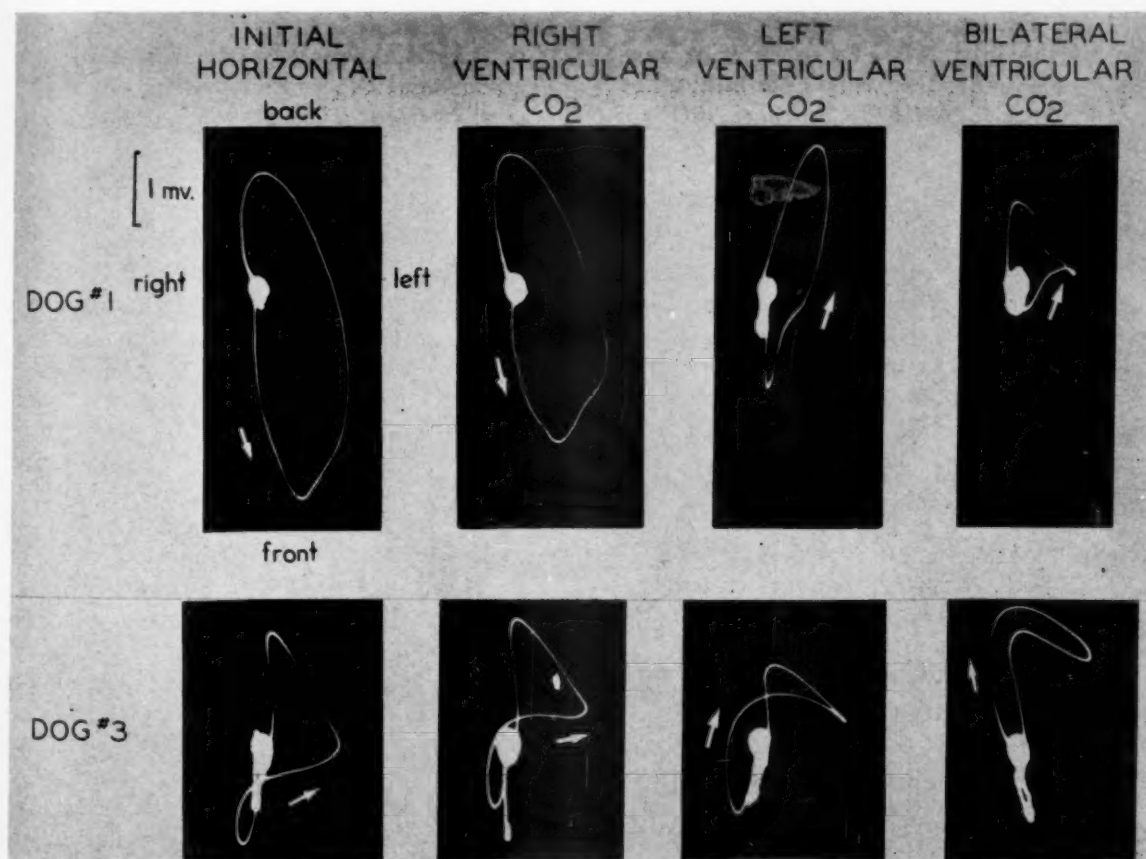 INITIAL
HORIZONTAL
RIGHT
VENTRICULAR
CO2
LEFT
VENTRICULAR
CO2
BILATERAL
VENTRICULAR
CO2
back
1 mv.
DOG #1
right
left
front
DOG #3